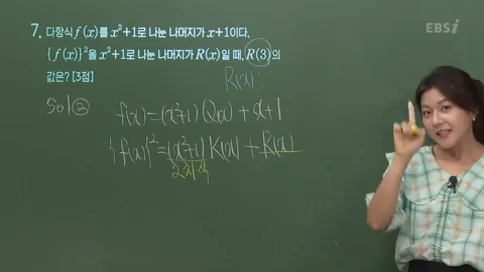 EBSi
7. 다항식 f(x)를 x²+1로 나눈 나머지가 x+1이다.
{f(x)}²을 x²+1로 나눈 나머지가 R(x)일 때, R(3)의
값은? [3점]
R(x) :
Sol ②
f(x)=(x²+1)Q(x)+x+1
{f(x)}²=(x²+1)K(x)+R(x)
2차식